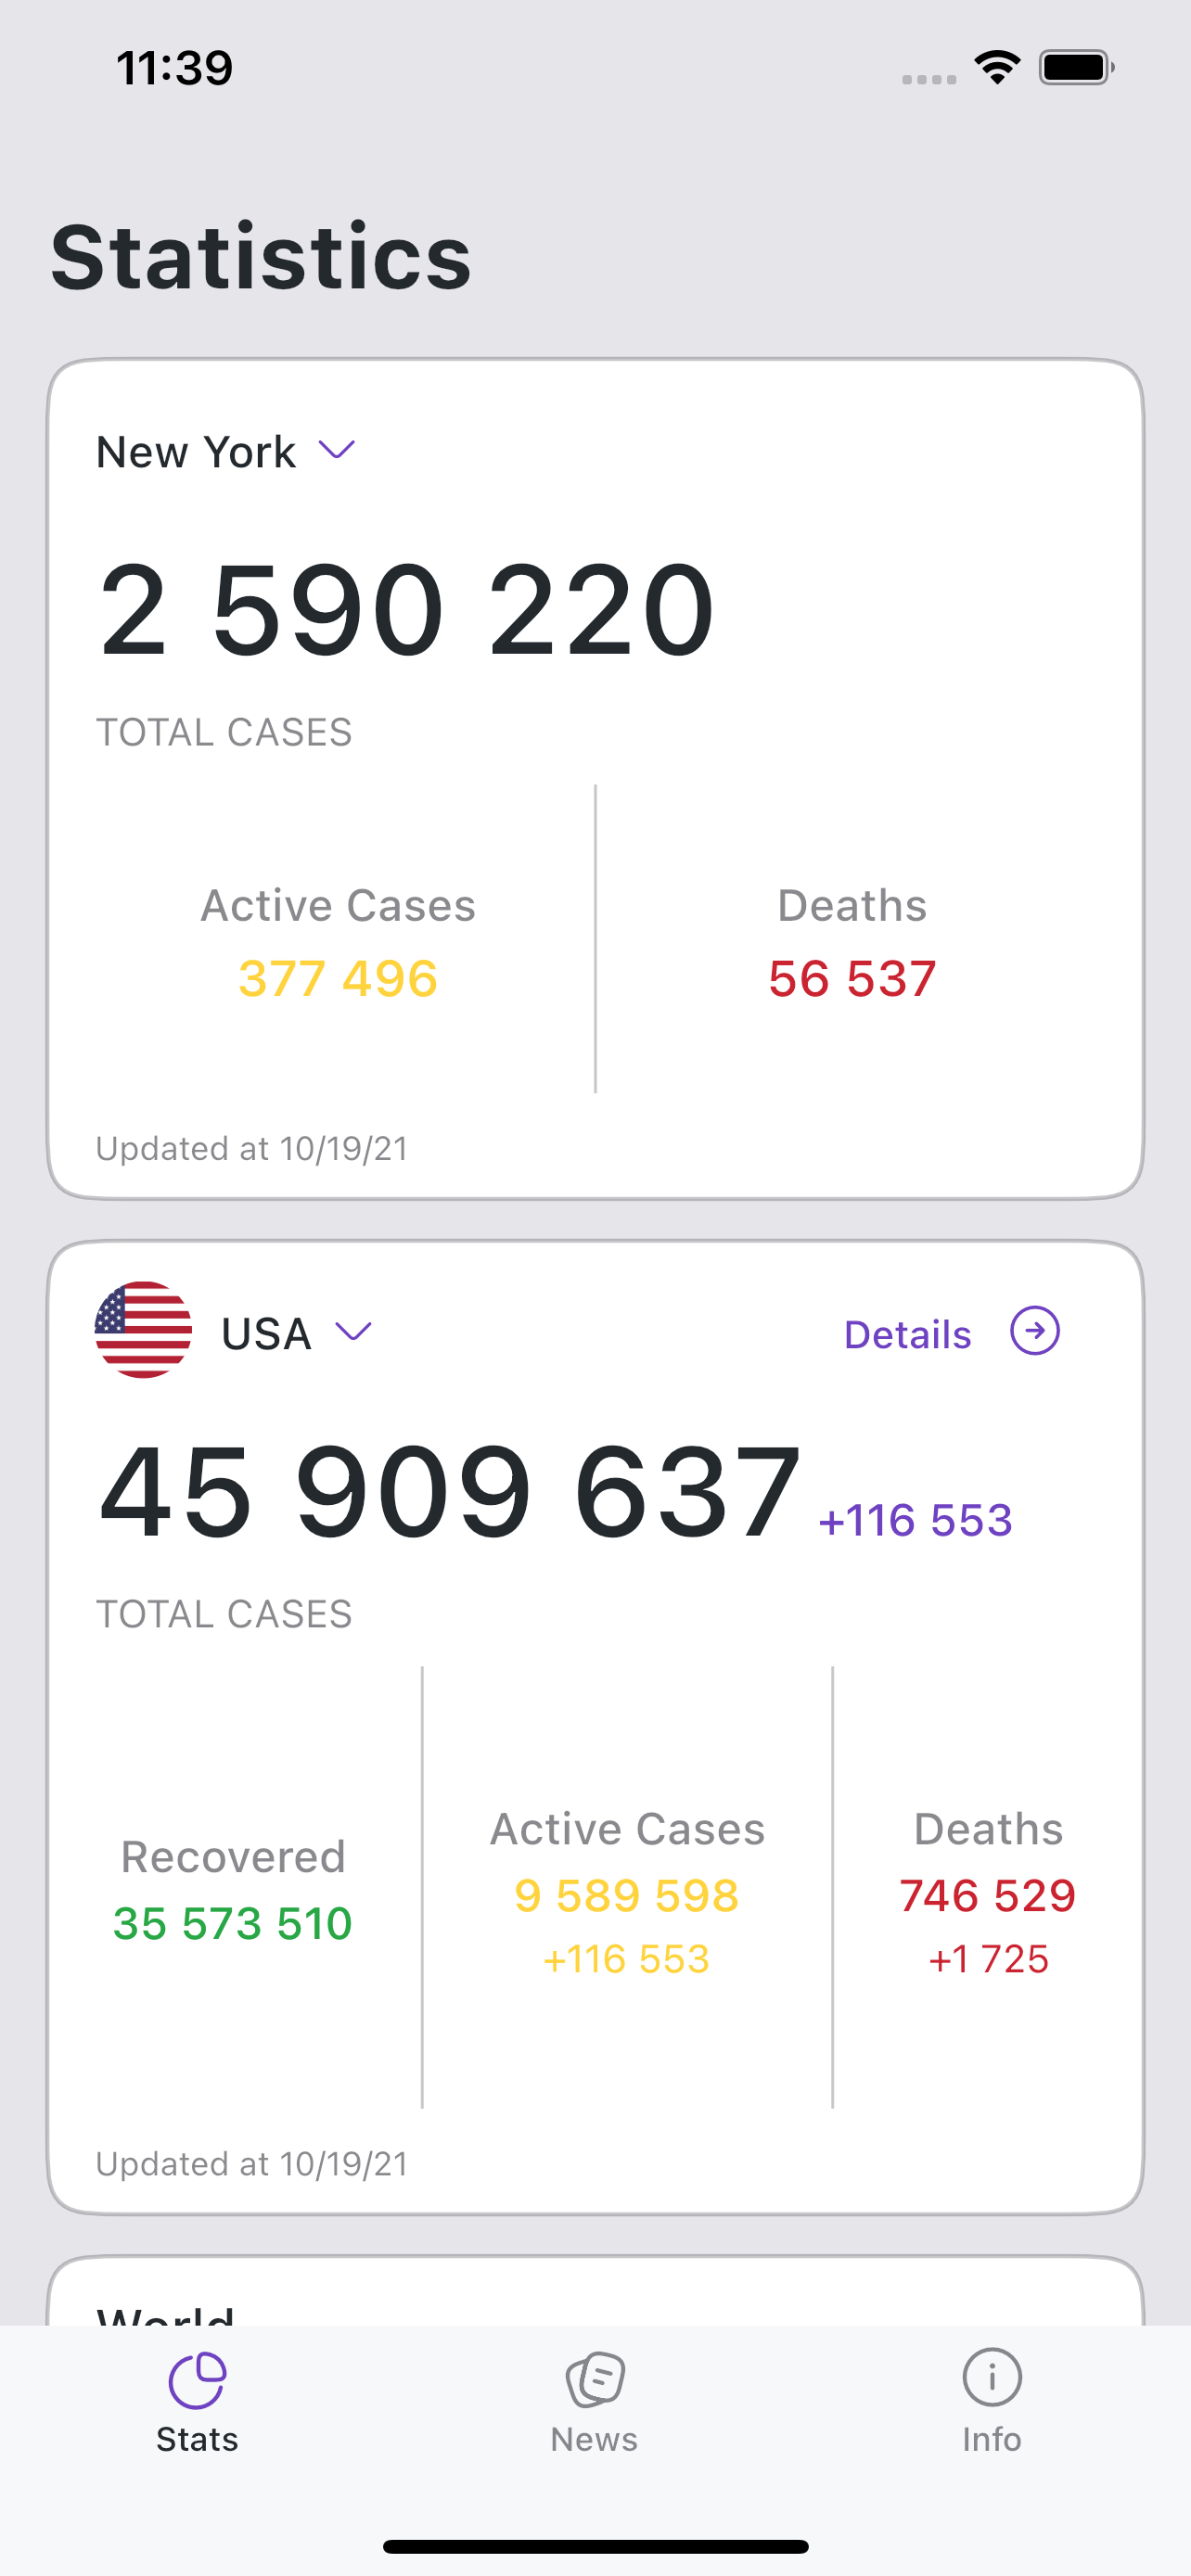 11:39
Statistics
New York
2 590 220
TOTAL CASES
Active Cases
377 496
Deaths
56 537
Updated at 10/19/21
USA
Details
45 909 637 +116 553
TOTAL CASES
Recovered
35 573 510
Active Cases
9 589 598
+116 553
Deaths
746 529
+1 725
Updated at 10/19/21
World
Stats
News
Info